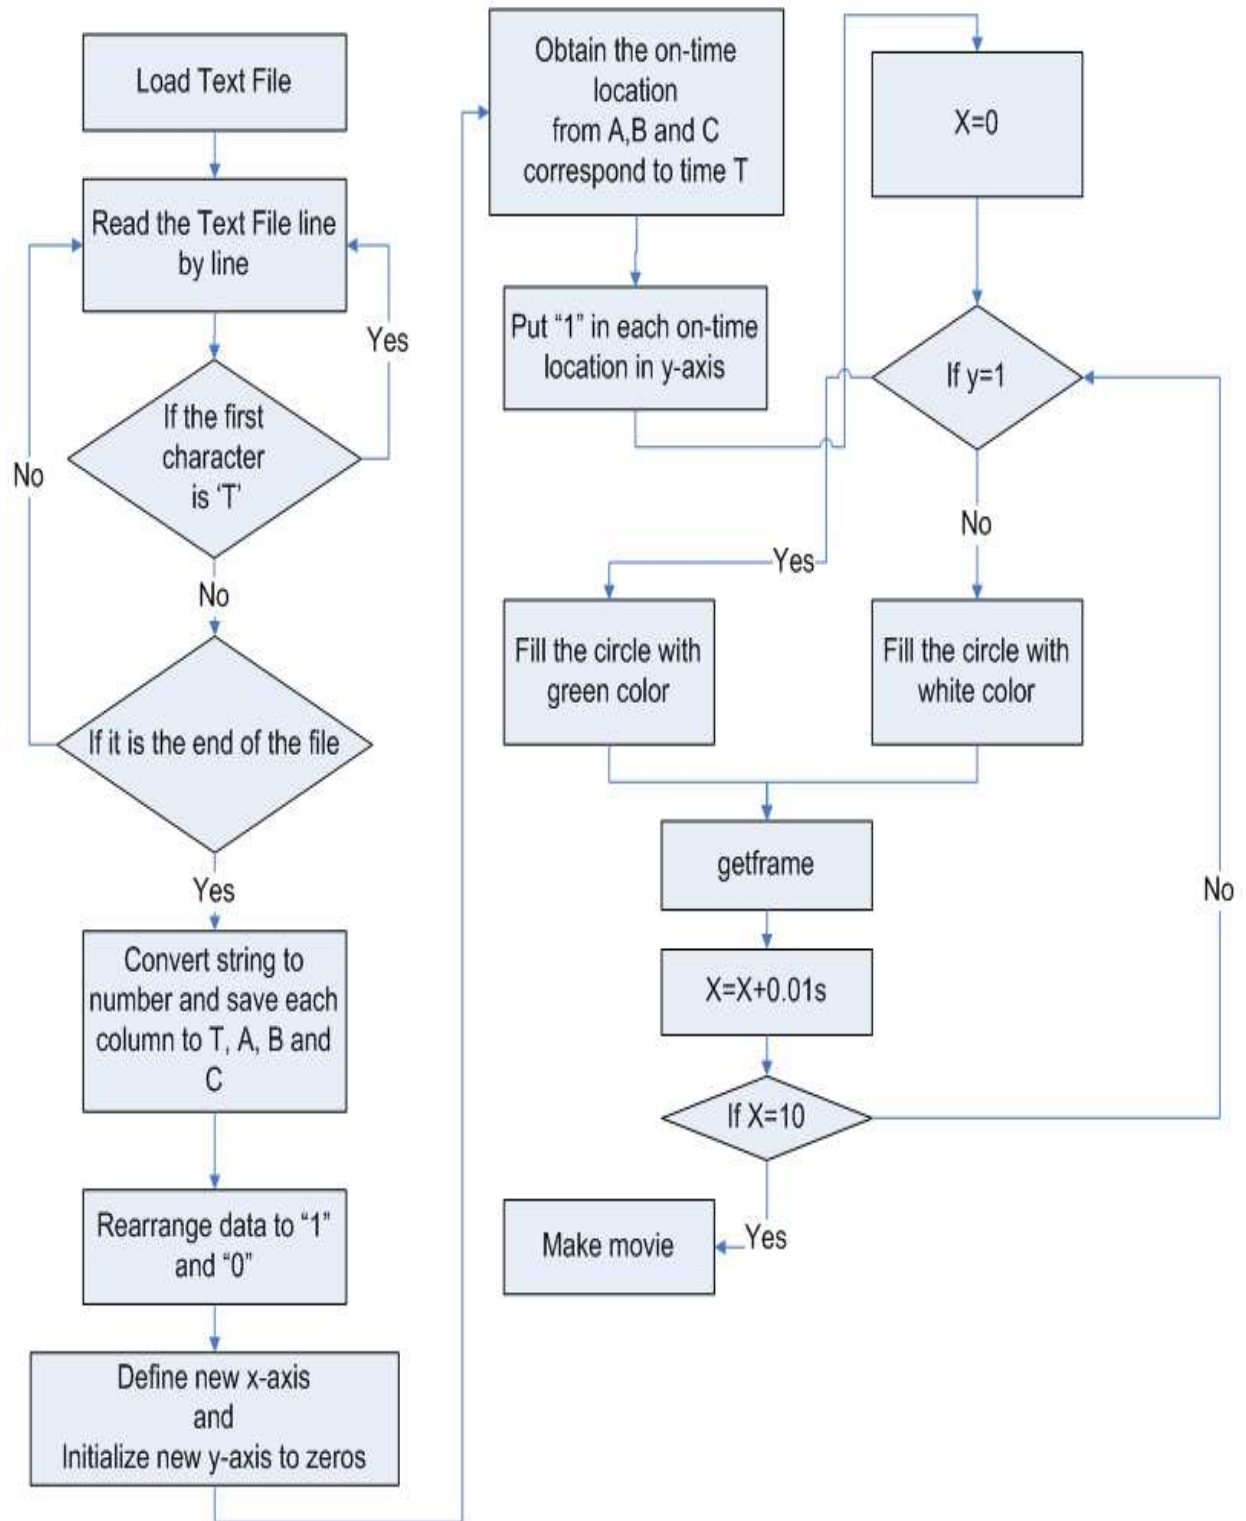 Load Text File
Read the Text File line
by line
Yes
If the first
character
is ‘T’
No
No
If it is the end of the file
Yes
Convert string to
number and save each
column to T, A, B and
C
Rearrange data to “1”
and “0”
Define new x-axis
and
Initialize new y-axis to zeros
Obtain the on-time
location
from A,B and C
correspond to time T
Put “1” in each on-time
location in y-axis
X=0
If y=1
No
Yes
Fill the circle with
green color
Fill the circle with
white color
getframe
X=X+0.01s
If X=10
No
Yes
Make movie